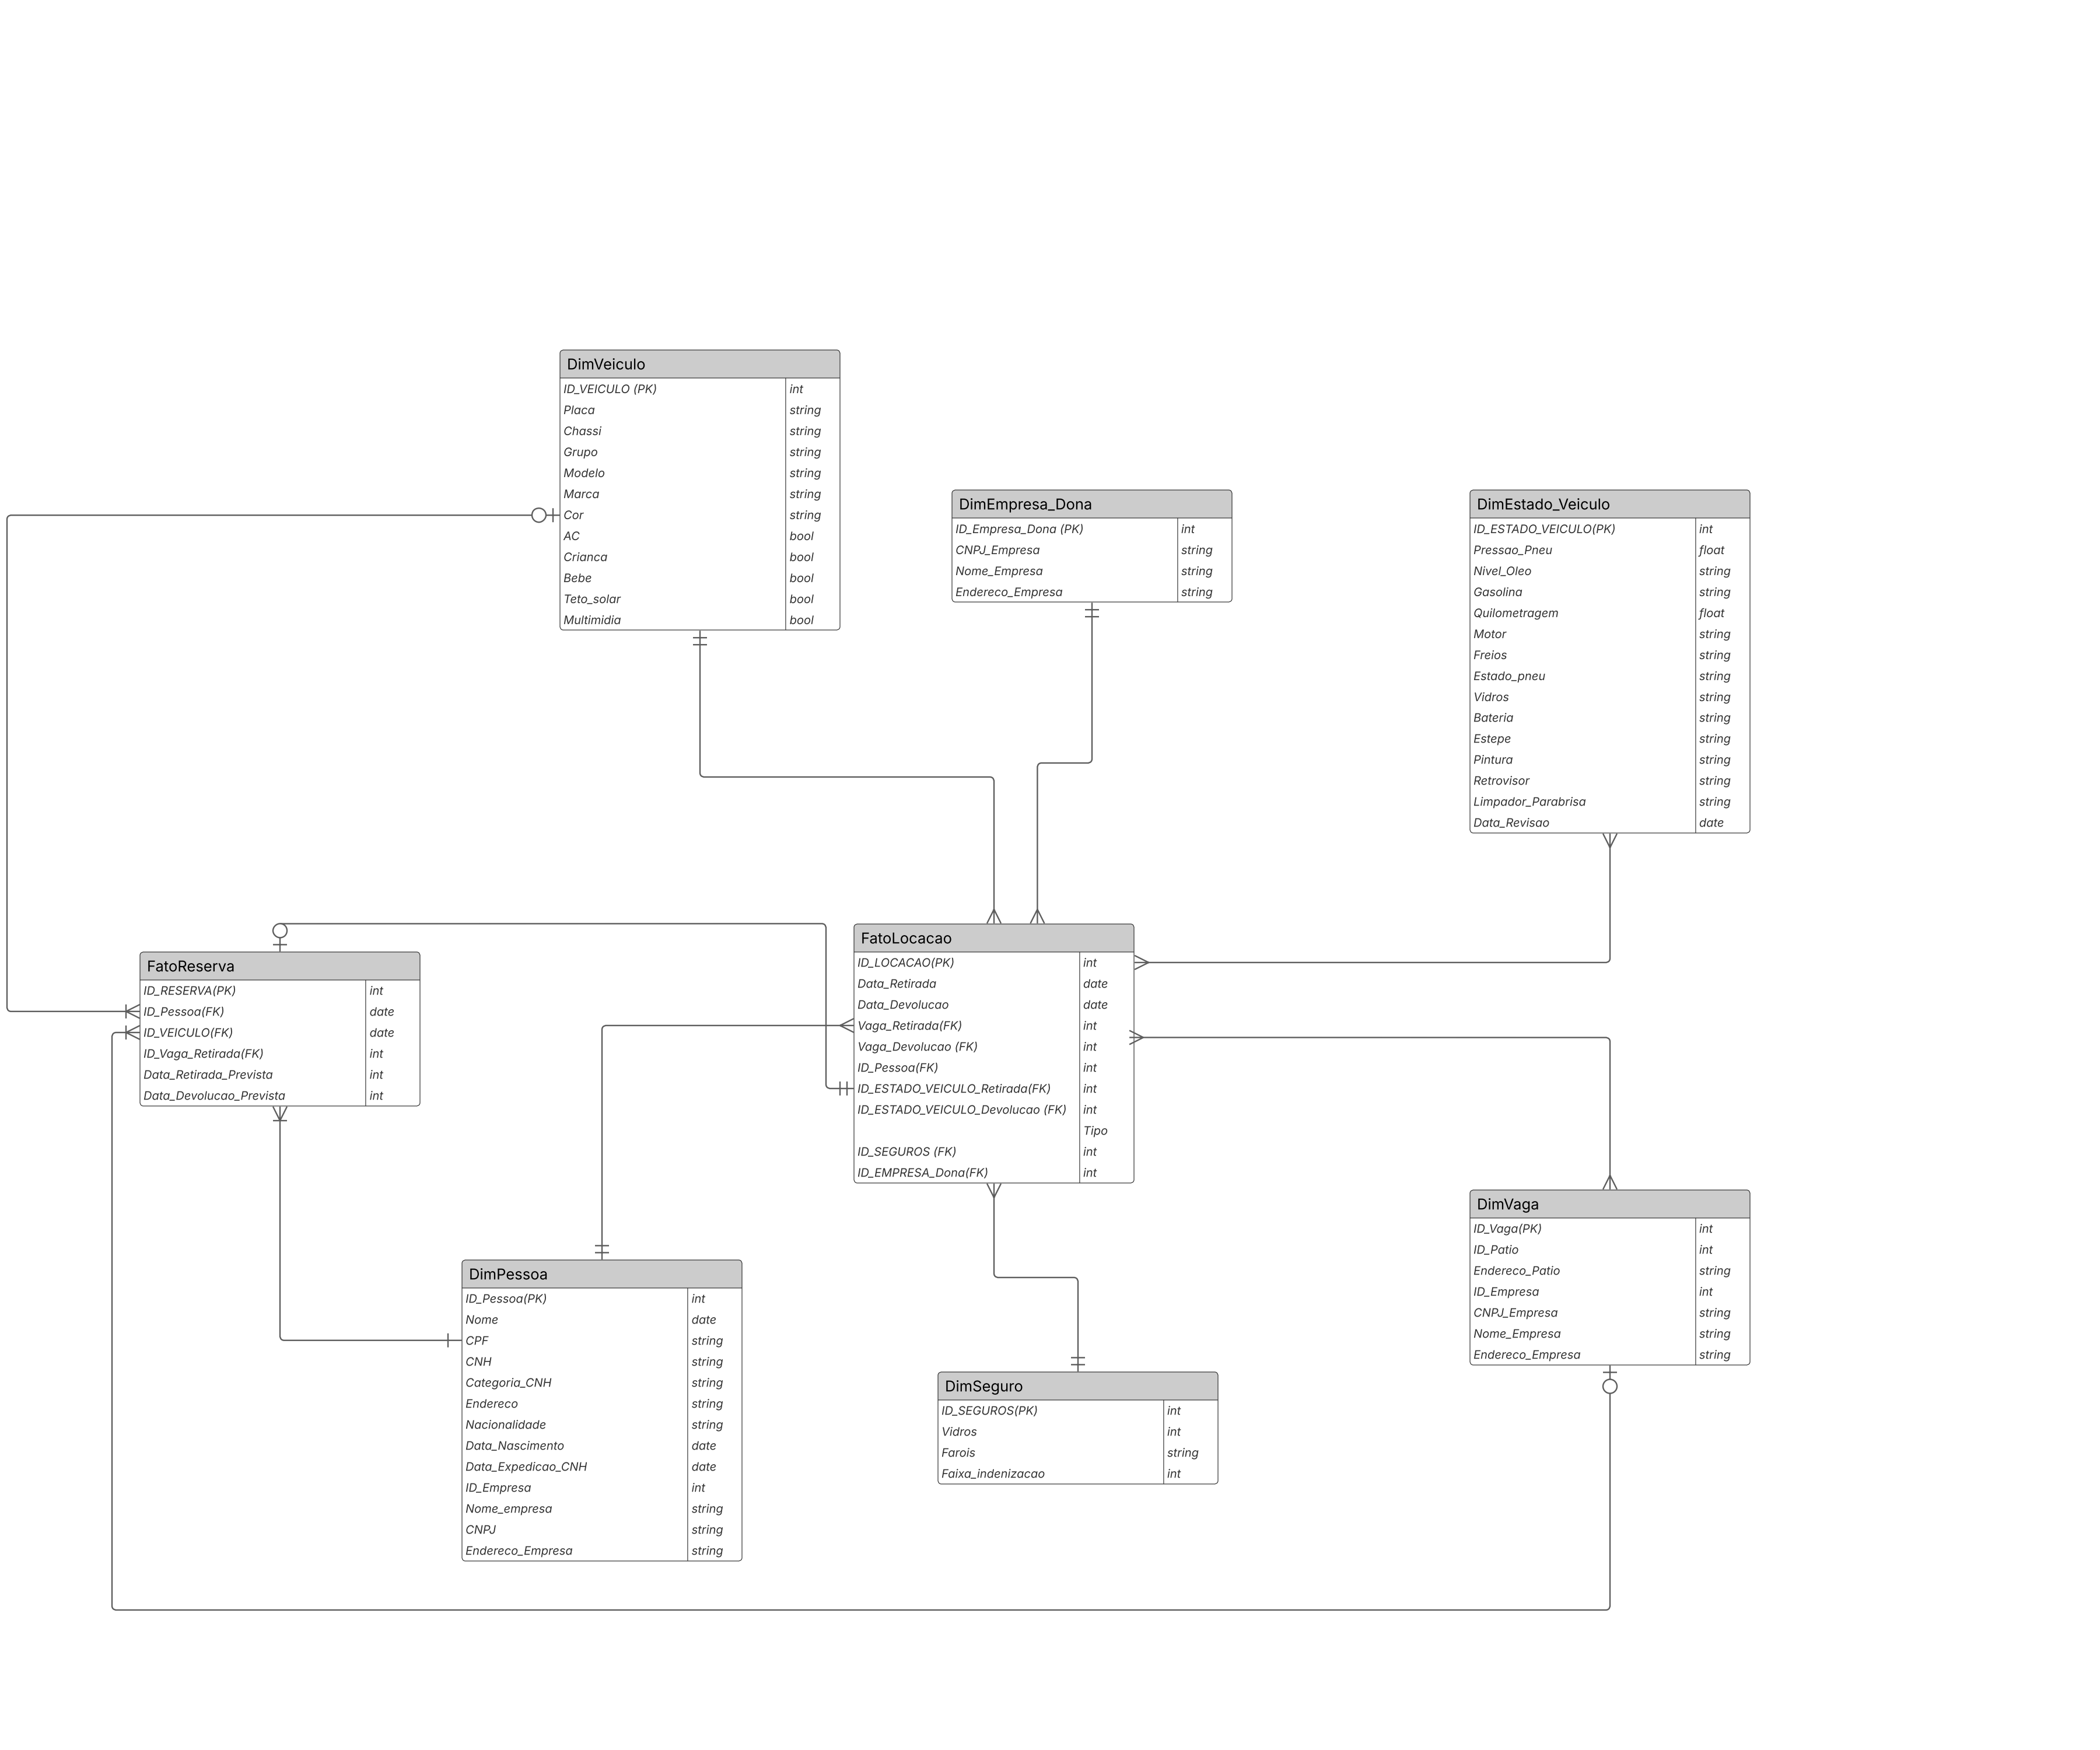 DimVeiculo
ID_VEICULO (PK) int
Placa string
Chassi string
Grupo string
Modelo string
Marca string
Cor string
AC bool
Crianca bool
Bebe bool
Teto_solar bool
Multimidia bool
DimEmpresa_Dona
ID_Empresa_Dona (PK) int
CNPJ_Empresa string
Nome_Empresa string
Endereco_Empresa string
DimEstado_Veiculo
ID_ESTADO_VEICULO(PK) int
Pressao_Pneu float
Nivel_Oleo string
Gasolina string
Quilometragem float
Motor string
Freios string
Estado_pneu string
Vidros string
Bateria string
Estepe string
Pintura string
Retrovisor string
Limpador_Parabrisa string
Data_Revisao date
FatoReserva
ID_RESERVA(PK) int
ID_Pessoa(FK) date
ID_VEICULO(FK) date
ID_Vaga_Retirada(FK) int
Data_Retirada_Prevista int
Data_Devolucao_Prevista int
FatoLocacao
ID_LOCACAO(PK) int
Data_Retirada date
Data_Devolucao date
Vaga_Retirada(FK) int
Vaga_Devolucao (FK) int
ID_Pessoa(FK) int
ID_ESTADO_VEICULO_Retirada(FK) int
ID_ESTADO_VEICULO_Devolucao (FK) int
Tipo
ID_SEGUROS (FK) int
ID_EMPRESA_Dona(FK) int
DimPessoa
ID_Pessoa(PK) int
Nome date
CPF string
CNH string
Categoria_CNH string
Endereco string
Nacionalidade string
Data_Nascimento date
Data_Expedicao_CNH date
ID_Empresa int
Nome_empresa string
CNPJ string
Endereco_Empresa string
DimSeguro
ID_SEGUROS(PK) int
Vidros int
Farois string
Faixa_indenizacao int
DimVaga
ID_Vaga(PK) int
ID_Patio int
Endereco_Patio string
ID_Empresa int
CNPJ_Empresa string
Nome_Empresa string
Endereco_Empresa string